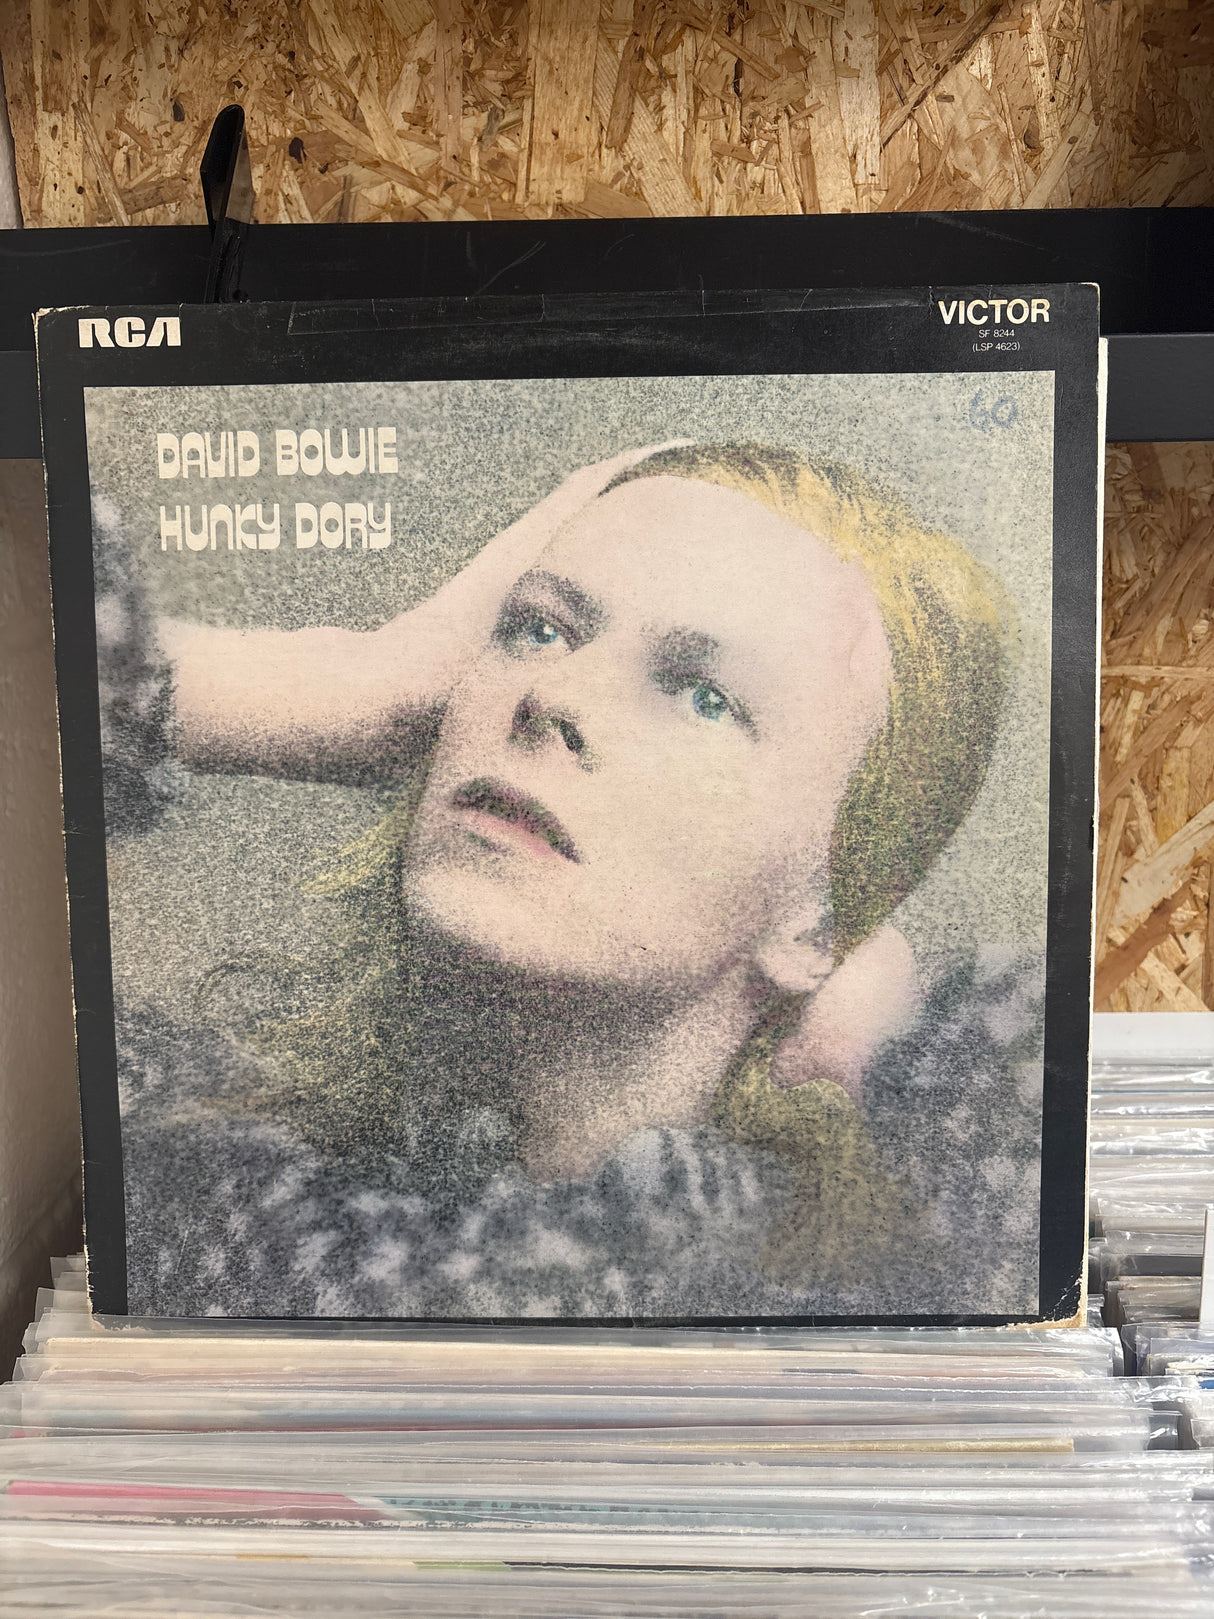 RCA
VICTOR
SF 8244
(LSP 4623)
60
DAVID BOWIE
HUNKY DORY